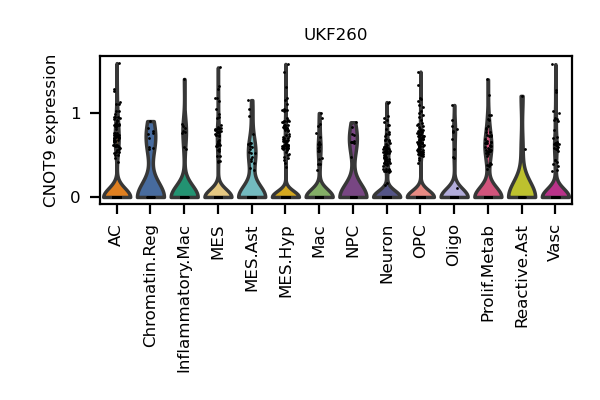 UKF260
CNOT9 expression
1
0
AC
Chromatin.Reg
Inflammatory.Mac
MES
MES.Ast
MES.Hyp
Mac
NPC
Neuron
OPC
Oligo
Prolif.Metab
Reactive.Ast
Vasc